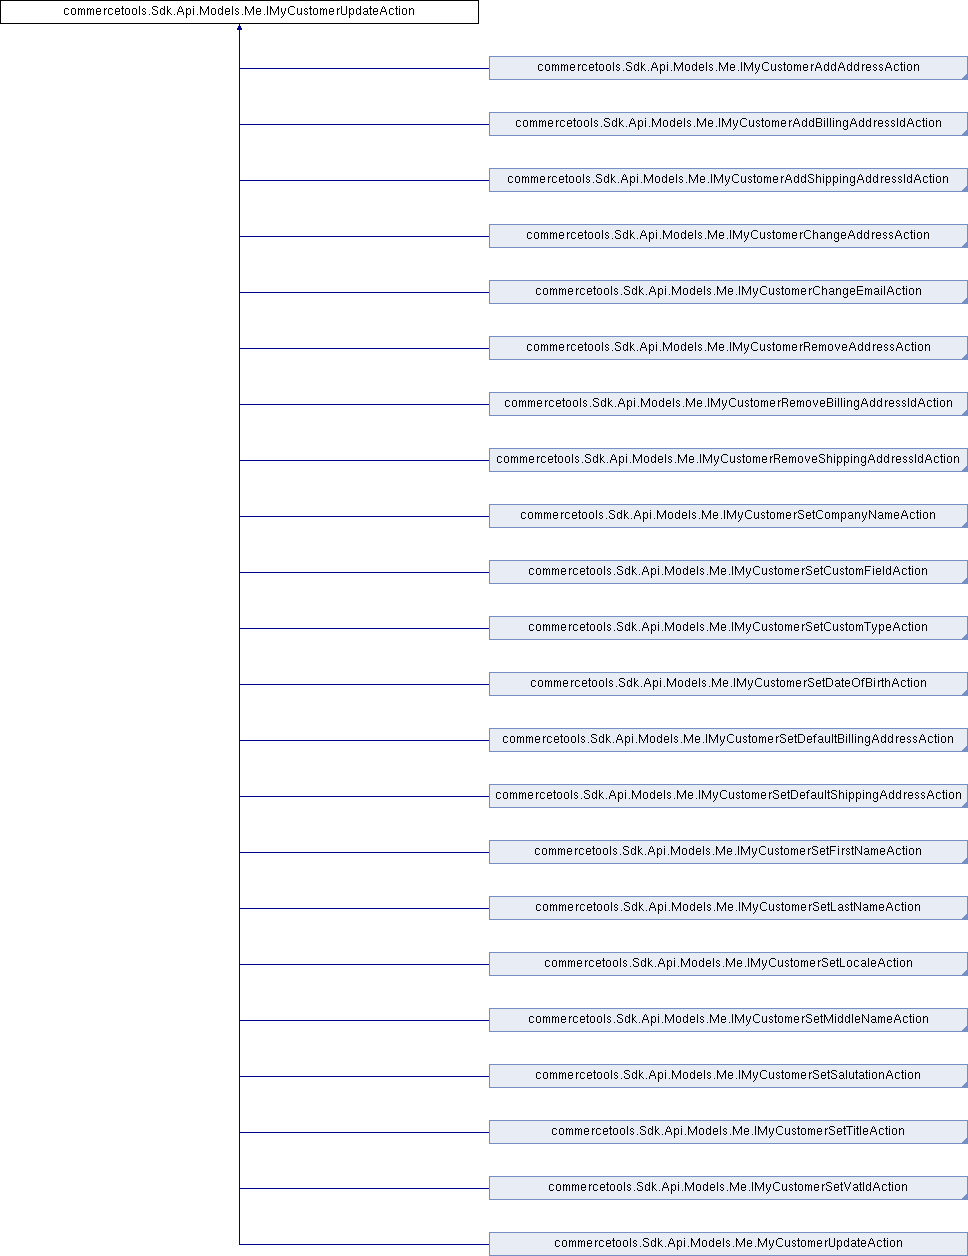 commercetools.Sdk.Api.Models.Me.IMyCustomerUpdateAction
commercetools.Sdk.Api.Models.Me.IMyCustomerAddAddressAction
commercetools.Sdk.Api.Models.Me.IMyCustomerAddBillingAddressIdAction
commercetools.Sdk.Api.Models.Me.IMyCustomerAddShippingAddressIdAction
commercetools.Sdk.Api.Models.Me.IMyCustomerChangeAddressAction
commercetools.Sdk.Api.Models.Me.IMyCustomerChangeEmailAction
commercetools.Sdk.Api.Models.Me.IMyCustomerRemoveAddressAction
commercetools.Sdk.Api.Models.Me.IMyCustomerRemoveBillingAddressIdAction
commercetools.Sdk.Api.Models.Me.IMyCustomerRemoveShippingAddressIdAction
commercetools.Sdk.Api.Models.Me.IMyCustomerSetCompanyNameAction
commercetools.Sdk.Api.Models.Me.IMyCustomerSetCustomFieldAction
commercetools.Sdk.Api.Models.Me.IMyCustomerSetCustomTypeAction
commercetools.Sdk.Api.Models.Me.IMyCustomerSetDateOfBirthAction
commercetools.Sdk.Api.Models.Me.IMyCustomerSetDefaultBillingAddressAction
commercetools.Sdk.Api.Models.Me.IMyCustomerSetDefaultShippingAddressAction
commercetools.Sdk.Api.Models.Me.IMyCustomerSetFirstNameAction
commercetools.Sdk.Api.Models.Me.IMyCustomerSetLastNameAction
commercetools.Sdk.Api.Models.Me.IMyCustomerSetLocaleAction
commercetools.Sdk.Api.Models.Me.IMyCustomerSetMiddleNameAction
commercetools.Sdk.Api.Models.Me.IMyCustomerSetSalutationAction
commercetools.Sdk.Api.Models.Me.IMyCustomerSetTitleAction
commercetools.Sdk.Api.Models.Me.IMyCustomerSetVatIdAction
commercetools.Sdk.Api.Models.Me.MyCustomerUpdateAction